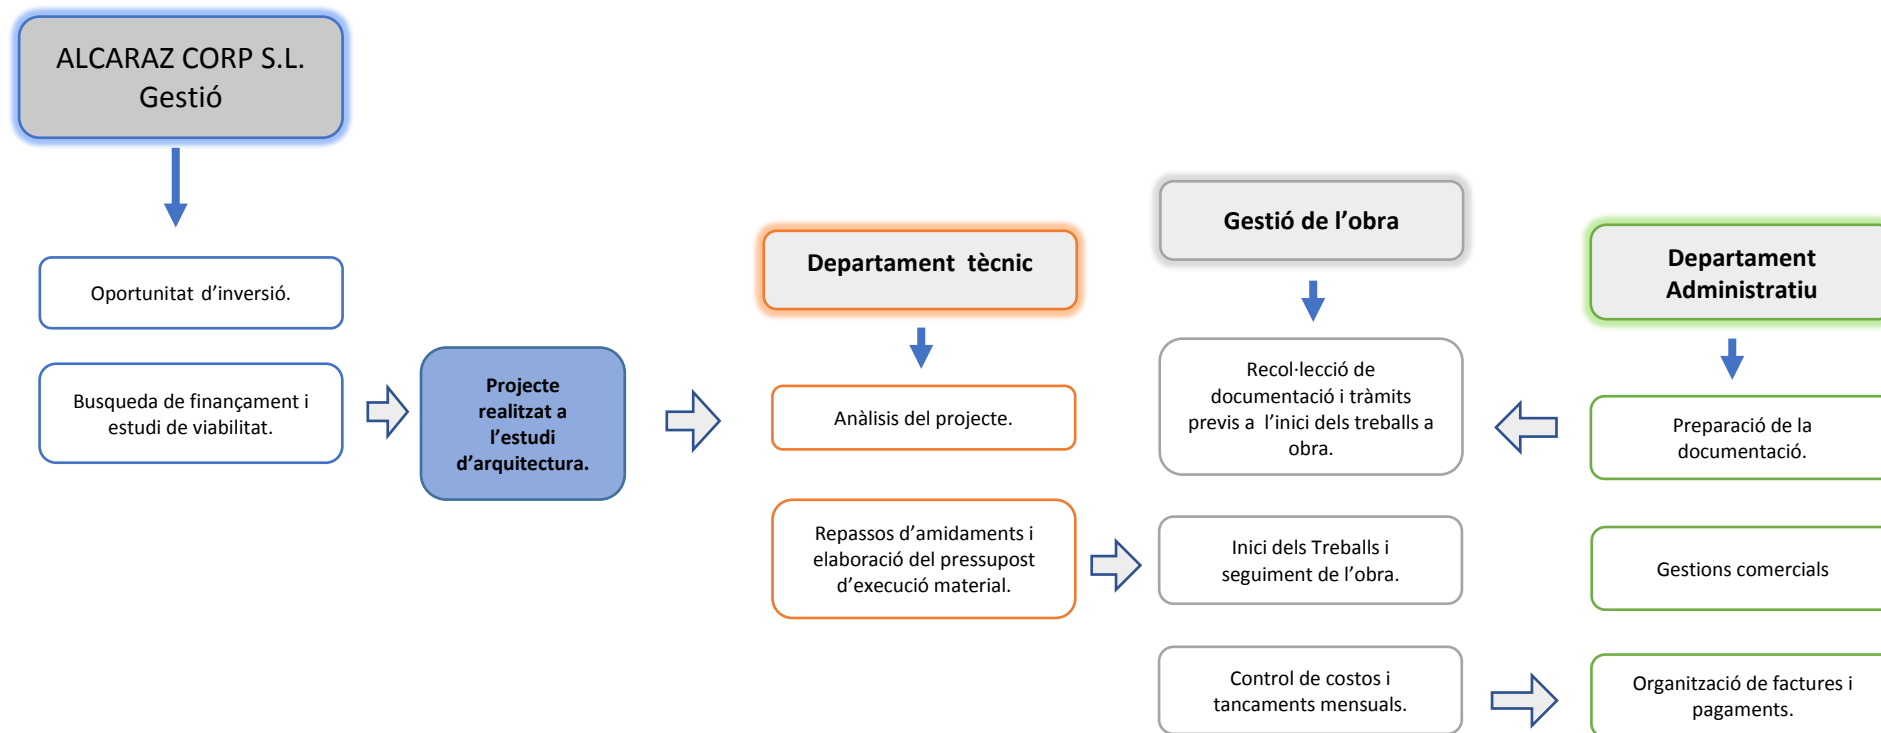 ALCARAZ CORP S.L.
Gestió
Oportunitat d’inversió.
Busqueda de finançament i
estudi de viabilitat.
Projecte
realitzat a
l’estudi
d’arquitectura.
Departament tècnic
Anàlisis del projecte.
Repassos d’amidaments i
elaboració del pressupost
d’execució material.
Gestió de l’obra
Recol·lecció de
documentació i tràmits
previs a l’inici dels treballs a
obra.
Inici dels Treballs i
seguiment de l’obra.
Control de costos i
tancaments mensuals.
Departament
Administratiu
Preparació de la
documentació.
Gestions comercials
Organització de factures i
pagaments.